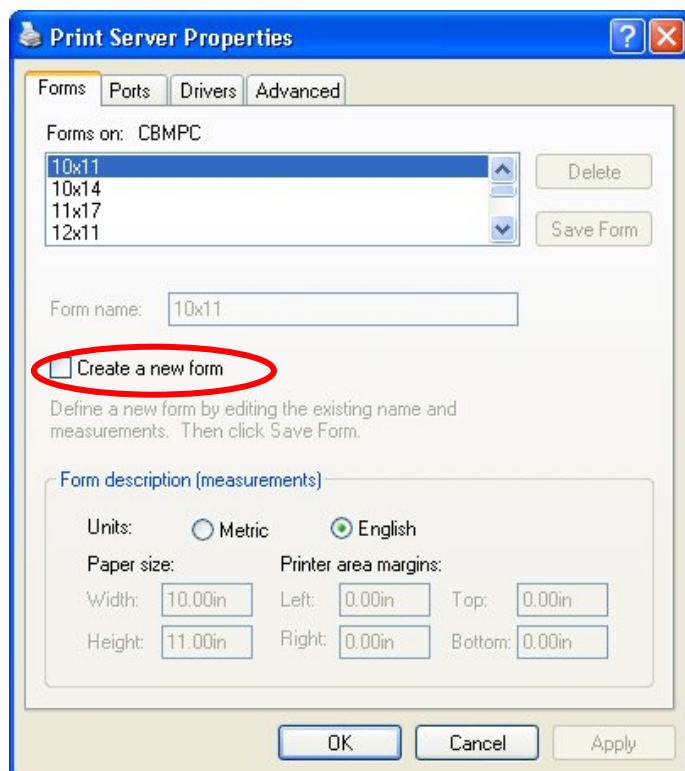 Print Server Properties
Forms Ports Drivers Advanced
Forms on: CBMPC
10x11
10x14
11x17
12x11
Delete
Save Form
Form name: 10x11
Create a new form
Define a new form by editing the existing name and
measurements. Then click Save Form.
Form description (measurements)
Units: Metric English
Paper size: Printer area margins:
Width: 10.00in Left: 0.00in Top: 0.00in
Height: 11.00in Right: 0.00in Bottom: 0.00in
OK Cancel Apply